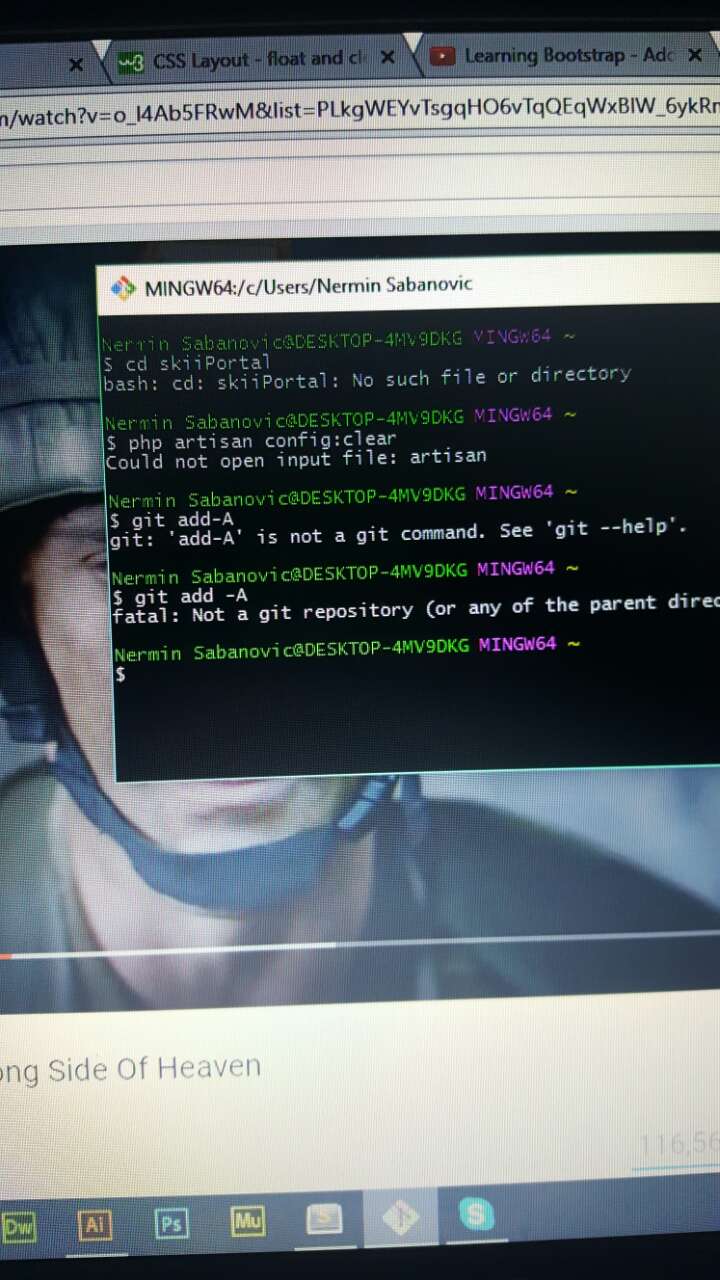 CSS Layout - float and cl
Learning Bootstrap - Adc
n/watch?v=o_I4Ab5FRwM&list=PLkgWEYvTsgqHO6vTqQEqWxBIW_6ykRr
MINGW64:/c/Users/Nermin Sabanovic
Nermin Sabanovic@DESKTOP-4MV9DKG MINGW64 ~
$ cd skiiPortal
bash: cd: skiiPortal: No such file or directory
Nermin Sabanovic@DESKTOP-4MV9DKG MINGW64 ~
$ php artisan config:clear
Could not open input file: artisan
Nermin Sabanovic@DESKTOP-4MV9DKG MINGW64 ~
$ git add-A
git: 'add-A' is not a git command. See 'git --help'.
Nermin Sabanovic@DESKTOP-4MV9DKG MINGW64 ~
$ git add -A
fatal: Not a git repository (or any of the parent direc
Nermin Sabanovic@DESKTOP-4MV9DKG MINGW64 ~
$
ong Side Of Heaven
116,56
Dw Ai Ps Mu S S